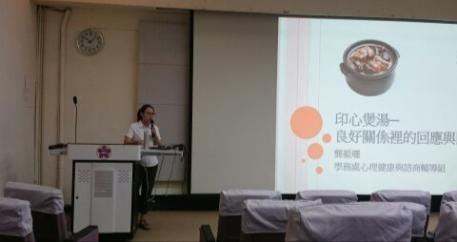 印心煲湯─
良好關係裡的回應與
學務處心理健康與諮商輔導組